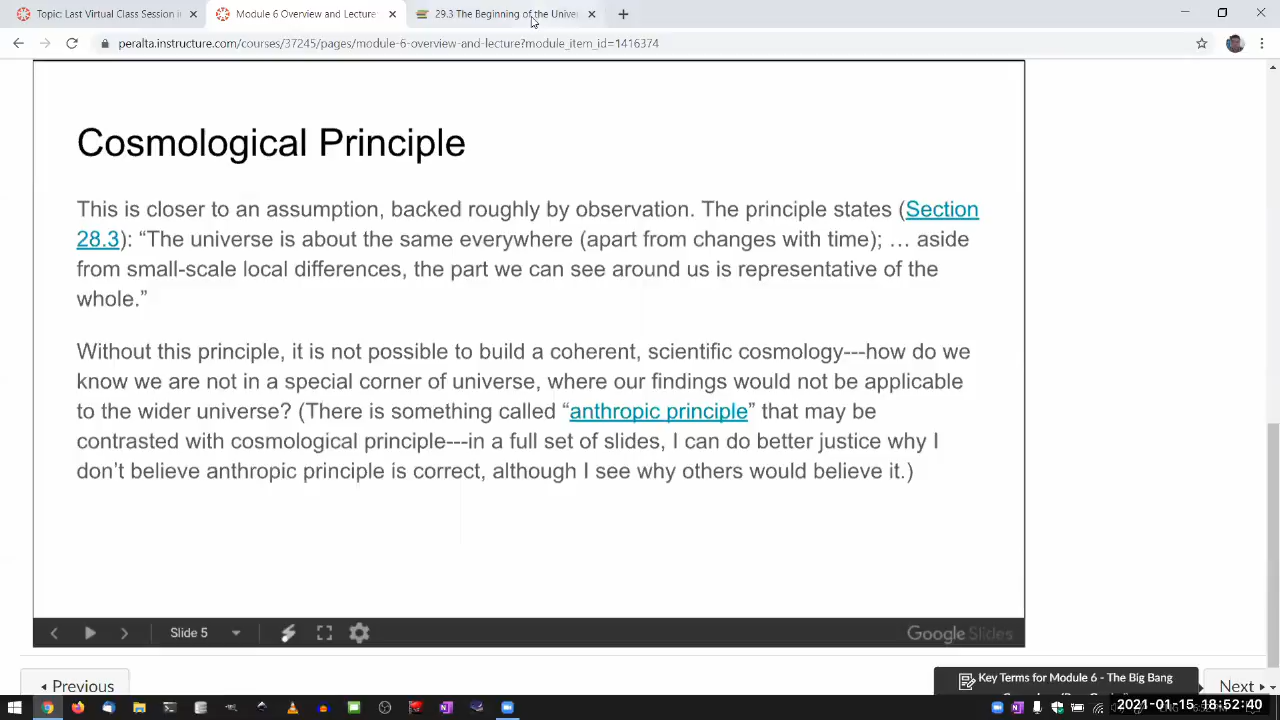 Topic: Last Virtual Class Session i
Module 6 Overview and Lecture
29.3 The Beginning of the Univer
peralta.instructure.com/courses/37245/pages/module-6-overview-and-lecture?module_item_id=1416374
Cosmological Principle
This is closer to an assumption, backed roughly by observation. The principle states (Section
28.3): “The universe is about the same everywhere (apart from changes with time); … aside
from small-scale local differences, the part we can see around us is representative of the
whole.”
Without this principle, it is not possible to build a coherent, scientific cosmology---how do we
know we are not in a special corner of universe, where our findings would not be applicable
to the wider universe? (There is something called “anthropic principle” that may be
contrasted with cosmological principle---in a full set of slides, I can do better justice why I
don’t believe anthropic principle is correct, although I see why others would believe it.)
Slide 5
Google Slides
Previous
Key Terms for Module 6 - The Big Bang
Next
2021-01-15 18:52:40